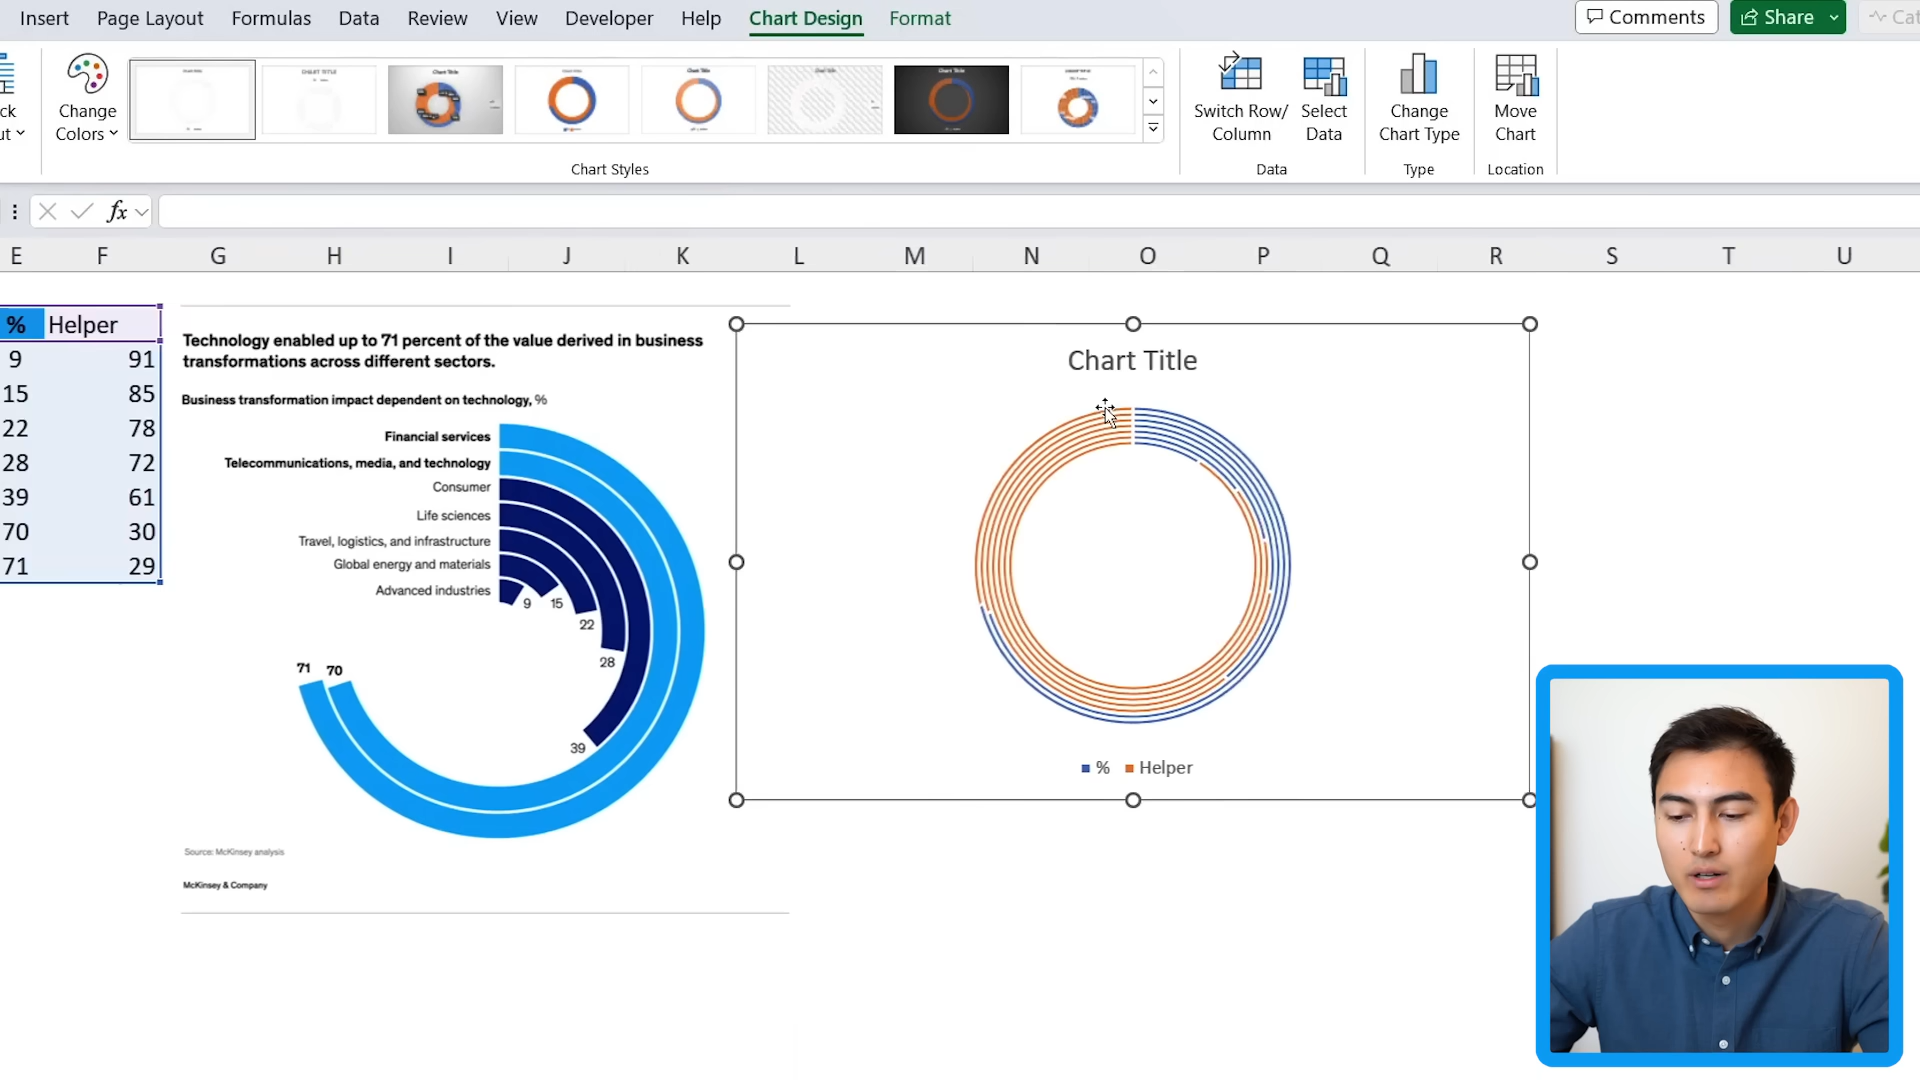 Insert Page Layout Formulas Data Review View Developer Help Chart Design Format Comments Share
Change Colors
Chart Styles
Switch Row/ Column
Select Data
Data
Change Chart Type
Type
Move Chart
Location
fx
E F G H I J K L M N O P Q R S T U
% Helper
9 91
15 85
22 78
28 72
39 61
70 30
71 29
Technology enabled up to 71 percent of the value derived in business
transformations across different sectors.
Business transformation impact dependent on technology, %
Financial services
Telecommunications, media, and technology
Consumer
Life sciences
Travel, logistics, and infrastructure
Global energy and materials
Advanced industries
9 15
22
28
71 70
39
Source: McKinsey analysis
McKinsey & Company
Chart Title
% Helper